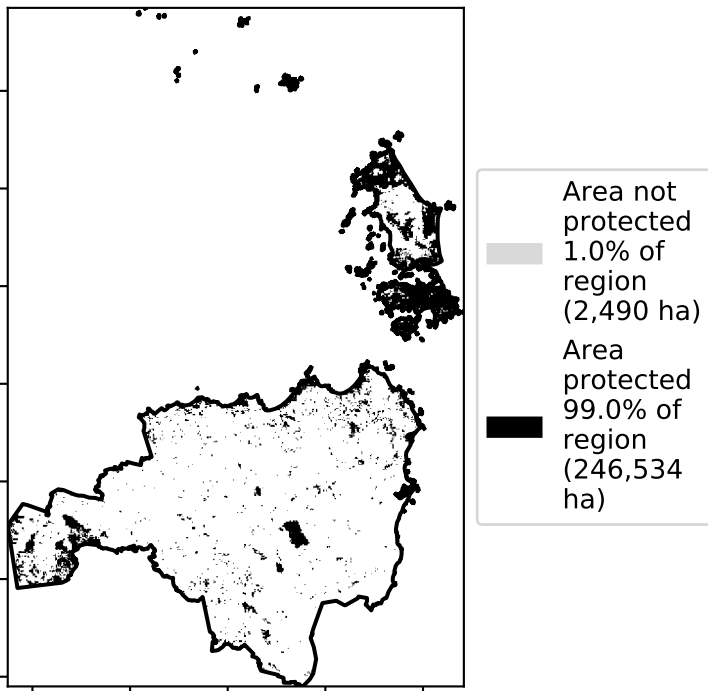 Area not
protected
1.0% of
region
(2,490 ha)
Area
protected
99.0% of
region
(246,534
ha)